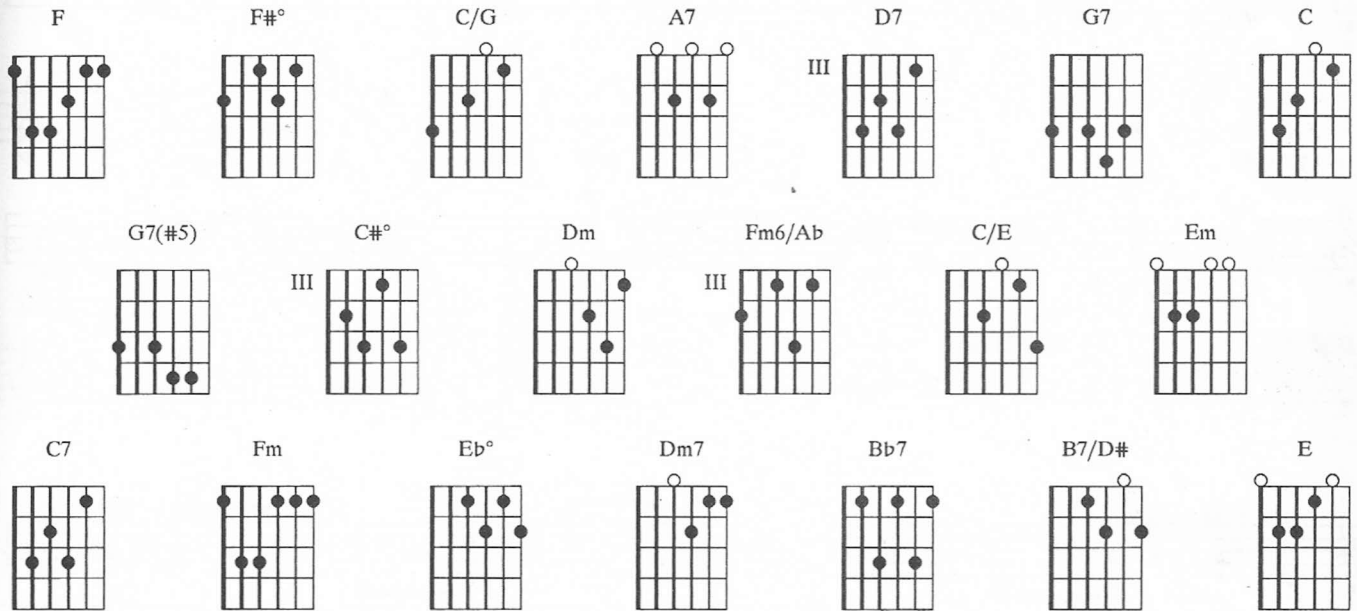 F F#° C/G A7 D7 G7 C
III
G7(#5) C#° Dm Fm6/Ab C/E Em
III III
C7 Fm Eb° Dm7 Bb7 B7/D# E